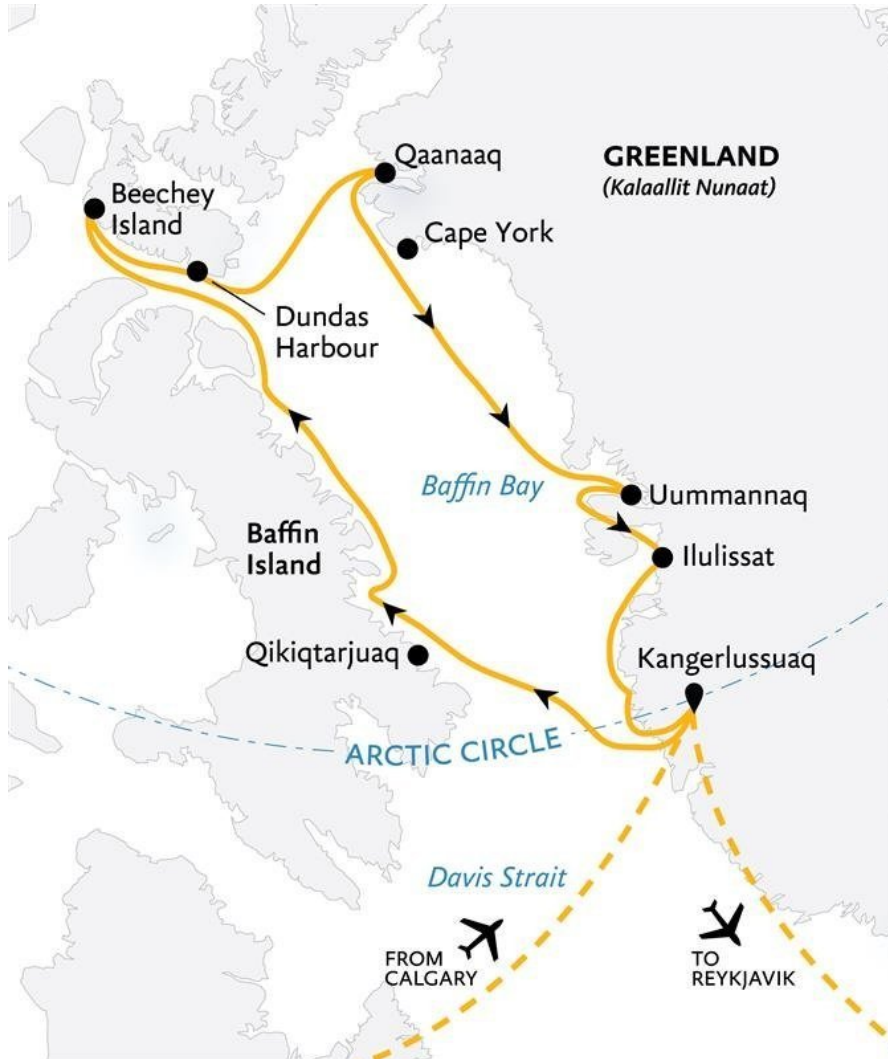 Qaanaaq
GREENLAND
(Kalaallit Nunaat)
Beechey
Island
Cape York
Dundas
Harbour
Baffin Bay
Uummannaq
Baffin
Island
Ilulissat
Qikiqtarjuaq
Kangerlussuaq
ARCTIC CIRCLE
Davis Strait
FROM
CALGARY
TO
REYKJAVIK